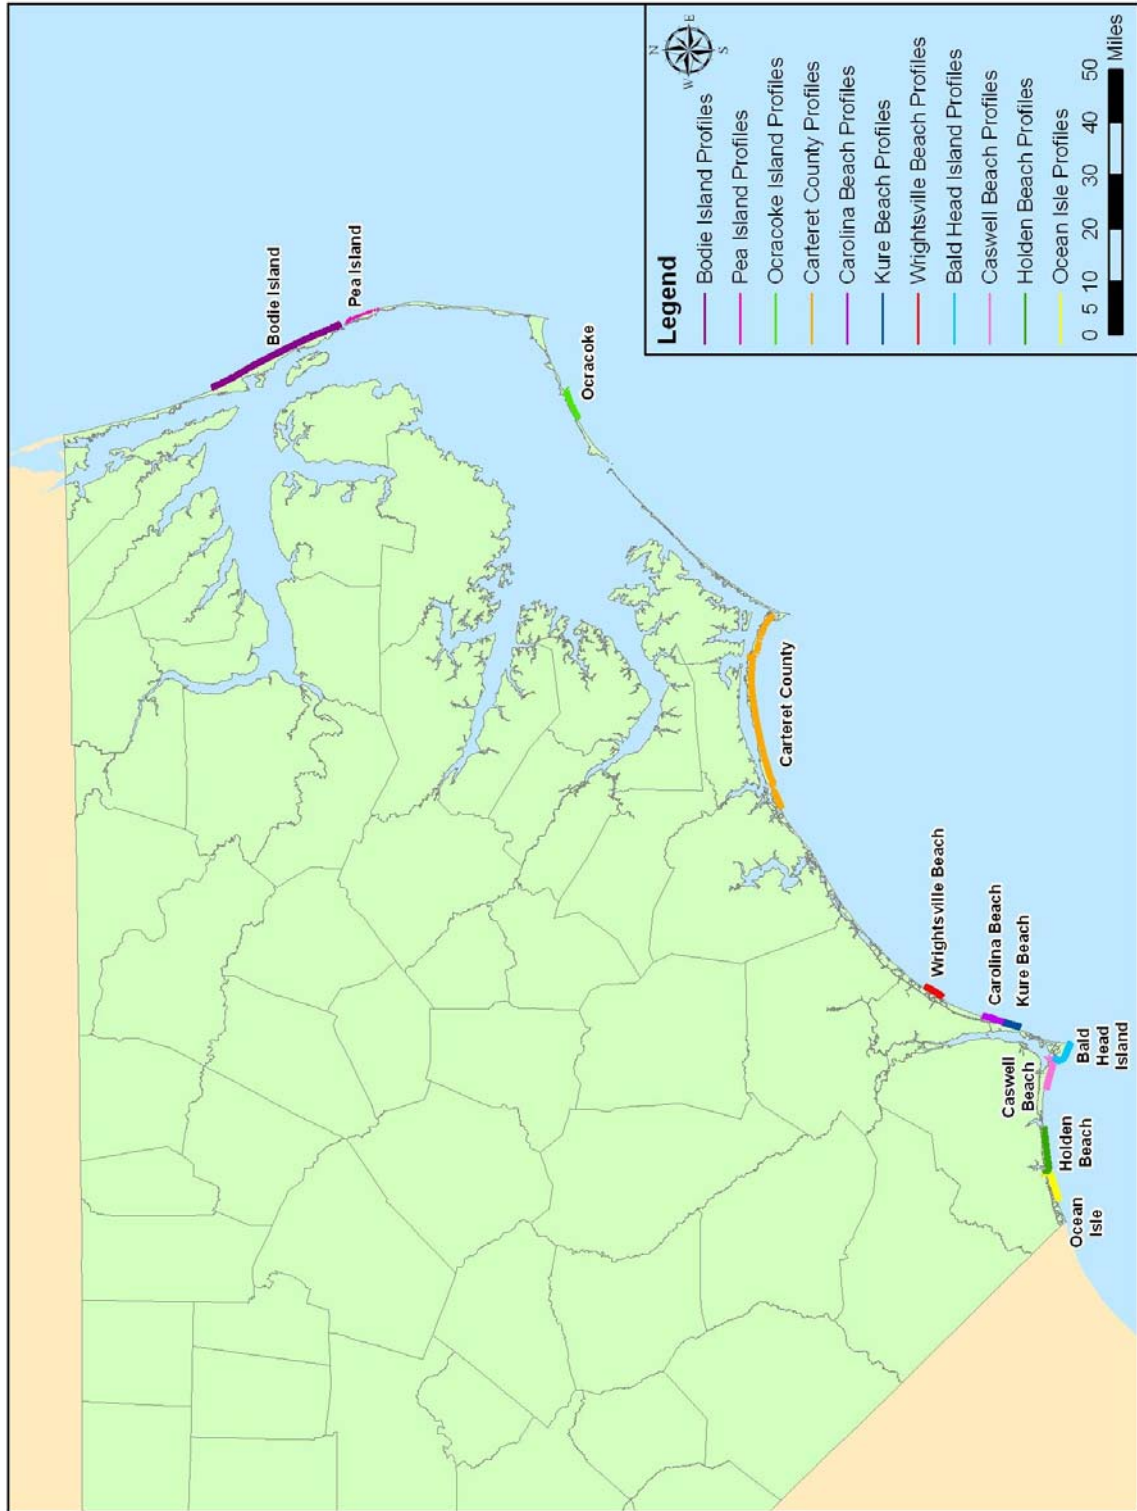 Bodie Island
Pea Island
Ocracoke
Carteret County
Wrightsville Beach
Carolina Beach
Kure Beach
Bald
Head
Island
Caswell
Beach
Holden
Beach
Ocean
Isle
Legend
N
E
S
W
Bodie Island Profiles
Pea Island Profiles
Ocracoke Island Profiles
Carteret County Profiles
Carolina Beach Profiles
Kure Beach Profiles
Wrightsville Beach Profiles
Bald Head Island Profiles
Caswell Beach Profiles
Holden Beach Profiles
Ocean Isle Profiles
0 5 10 20 30 40 50
Miles